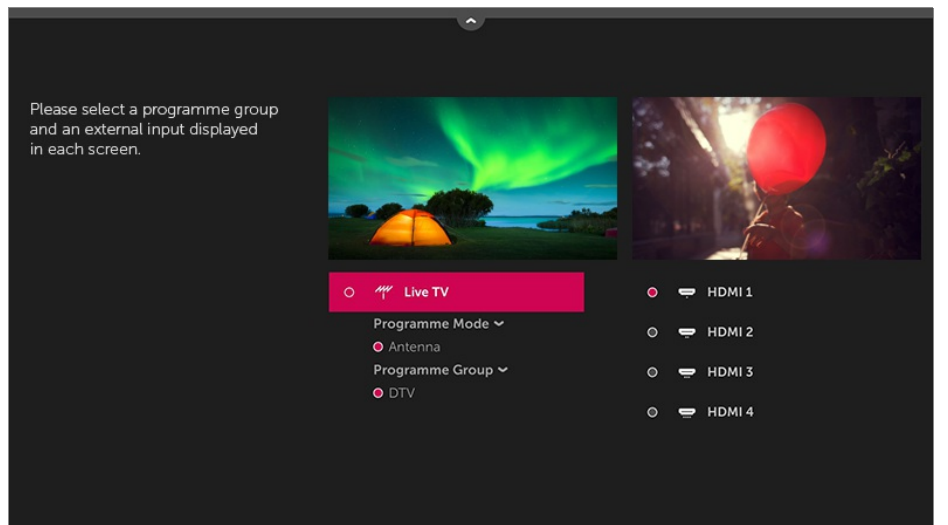 Please select a programme group
and an external input displayed
in each screen.
Live TV
Programme Mode
Antenna
Programme Group
DTV
HDMI 1
HDMI 2
HDMI 3
HDMI 4